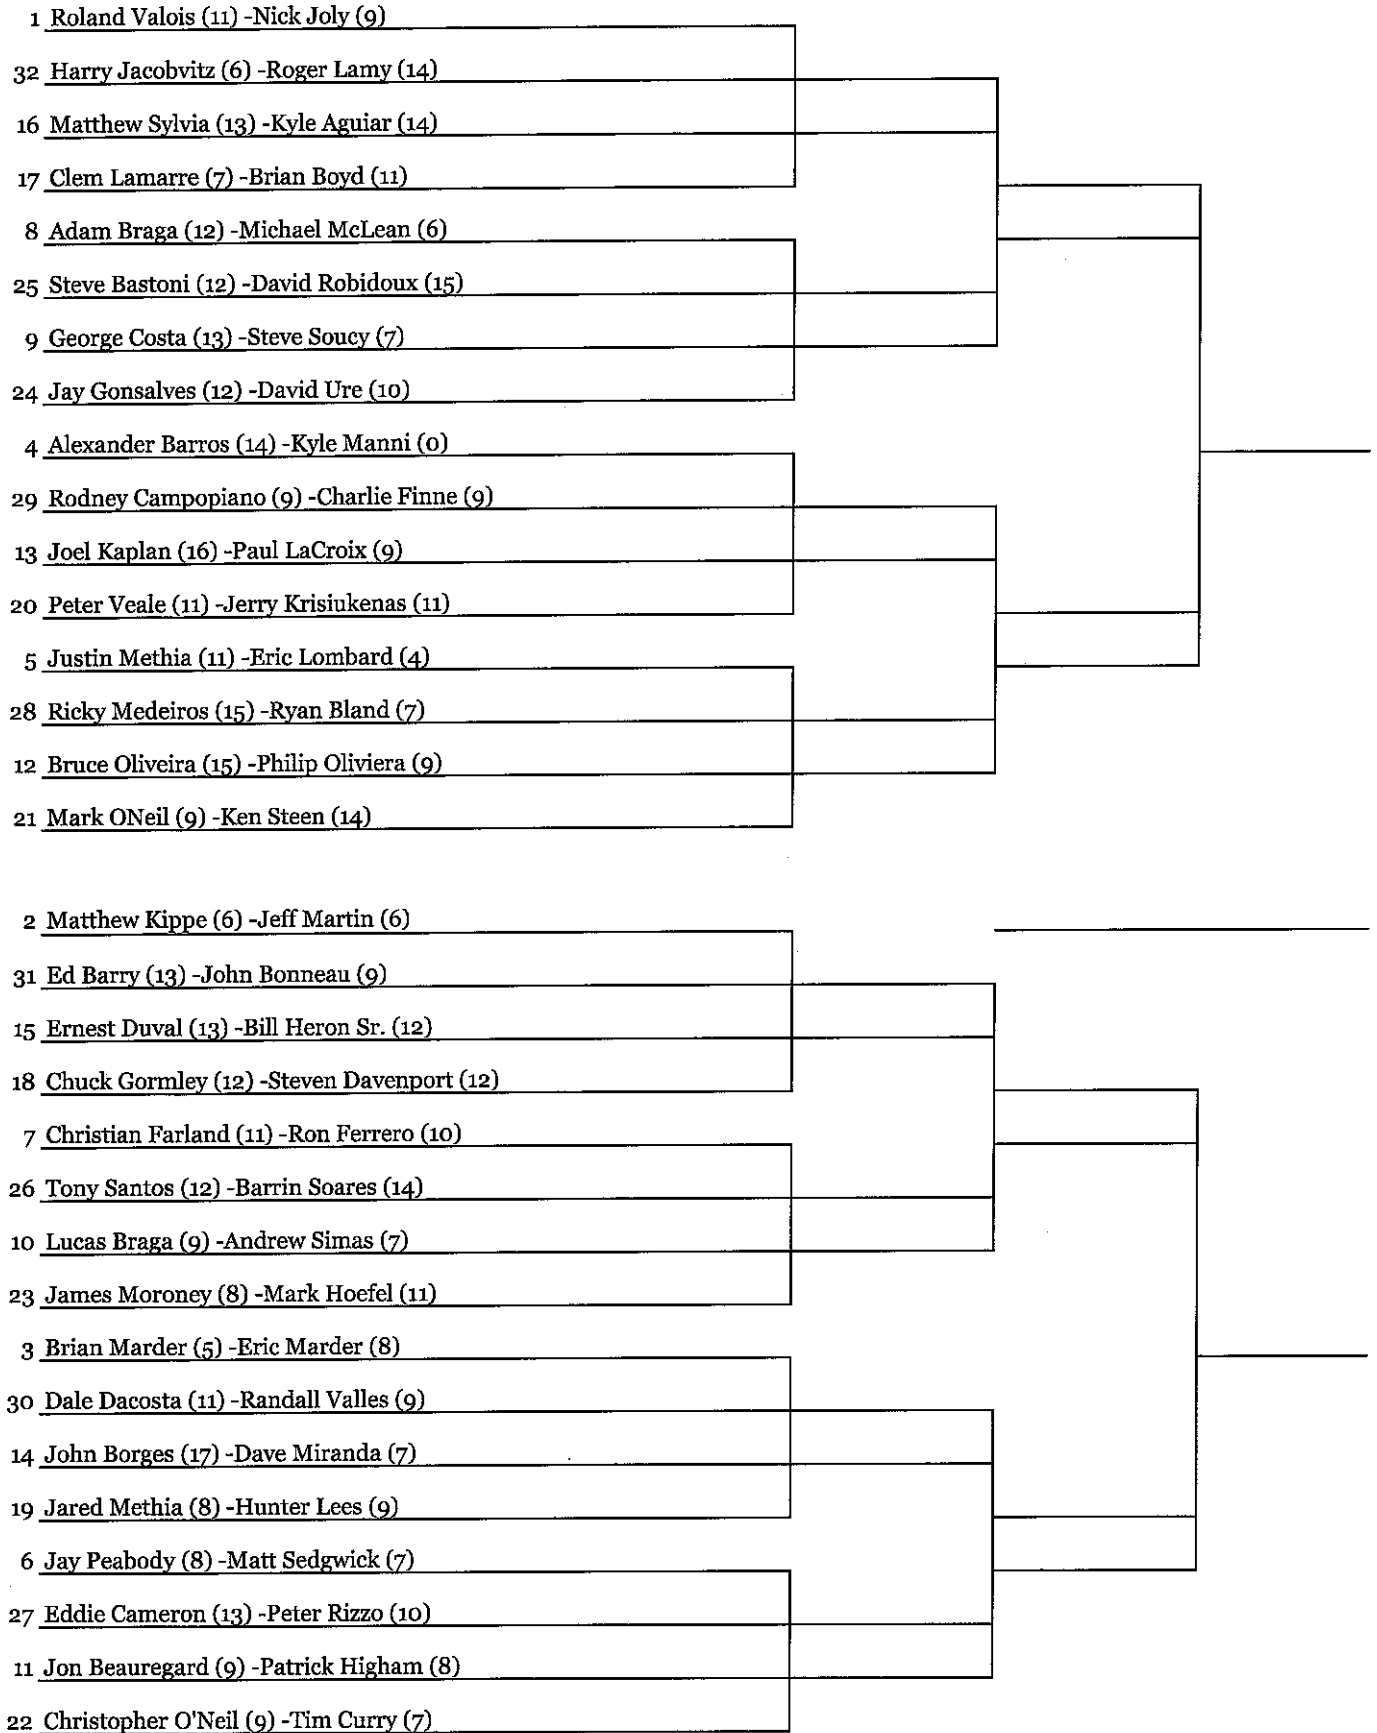 1 Roland Valois (11) -Nick Joly (9)
32 Harry Jacobvitz (6) -Roger Lamy (14)
16 Matthew Sylvia (13) -Kyle Aguiar (14)
17 Clem Lamarre (7) -Brian Boyd (11)
8 Adam Braga (12) -Michael McLean (6)
25 Steve Bastoni (12) -David Robidoux (15)
9 George Costa (13) -Steve Soucy (7)
24 Jay Gonsalves (12) -David Ure (10)
4 Alexander Barros (14) -Kyle Manni (0)
29 Rodney Campopiano (9) -Charlie Finne (9)
13 Joel Kaplan (16) -Paul LaCroix (9)
20 Peter Veale (11) -Jerry Krisiukenas (11)
5 Justin Methia (11) -Eric Lombard (4)
28 Ricky Medeiros (15) -Ryan Bland (7)
12 Bruce Oliveira (15) -Philip Oliviera (9)
21 Mark ONeil (9) -Ken Steen (14)
2 Matthew Kippe (6) -Jeff Martin (6)
31 Ed Barry (13) -John Bonneau (9)
15 Ernest Duval (13) -Bill Heron Sr. (12)
18 Chuck Gormley (12) -Steven Davenport (12)
7 Christian Farland (11) -Ron Ferrero (10)
26 Tony Santos (12) -Barrin Soares (14)
10 Lucas Braga (9) -Andrew Simas (7)
23 James Moroney (8) -Mark Hoefel (11)
3 Brian Marder (5) -Eric Marder (8)
30 Dale Dacosta (11) -Randall Valles (9)
14 John Borges (17) -Dave Miranda (7)
19 Jared Methia (8) -Hunter Lees (9)
6 Jay Peabody (8) -Matt Sedgwick (7)
27 Eddie Cameron (13) -Peter Rizzo (10)
11 Jon Beauregard (9) -Patrick Higham (8)
22 Christopher O'Neil (9) -Tim Curry (7)